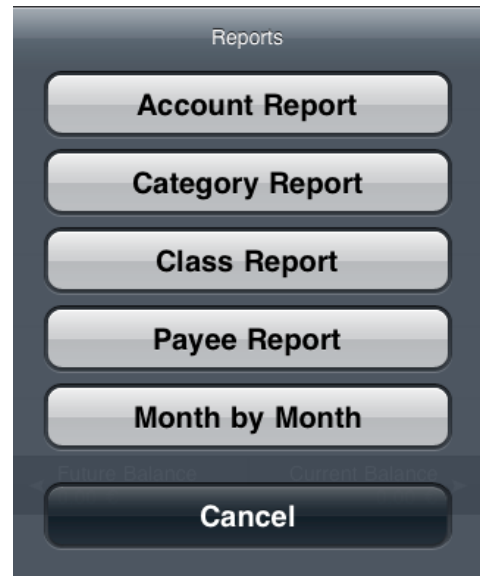 Reports
Account Report
Category Report
Class Report
Payee Report
Month by Month
Future Balance Current Balance
Cancel